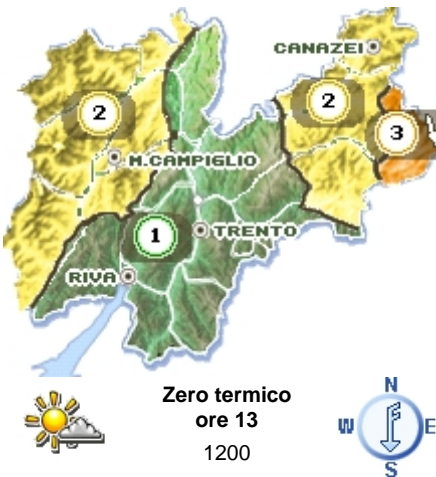 CANAZEI
2
2
3
M.CAMPIGLIO
1
TRENTO
RIVA
Zero termico
ore 13
1200
N
W E
S